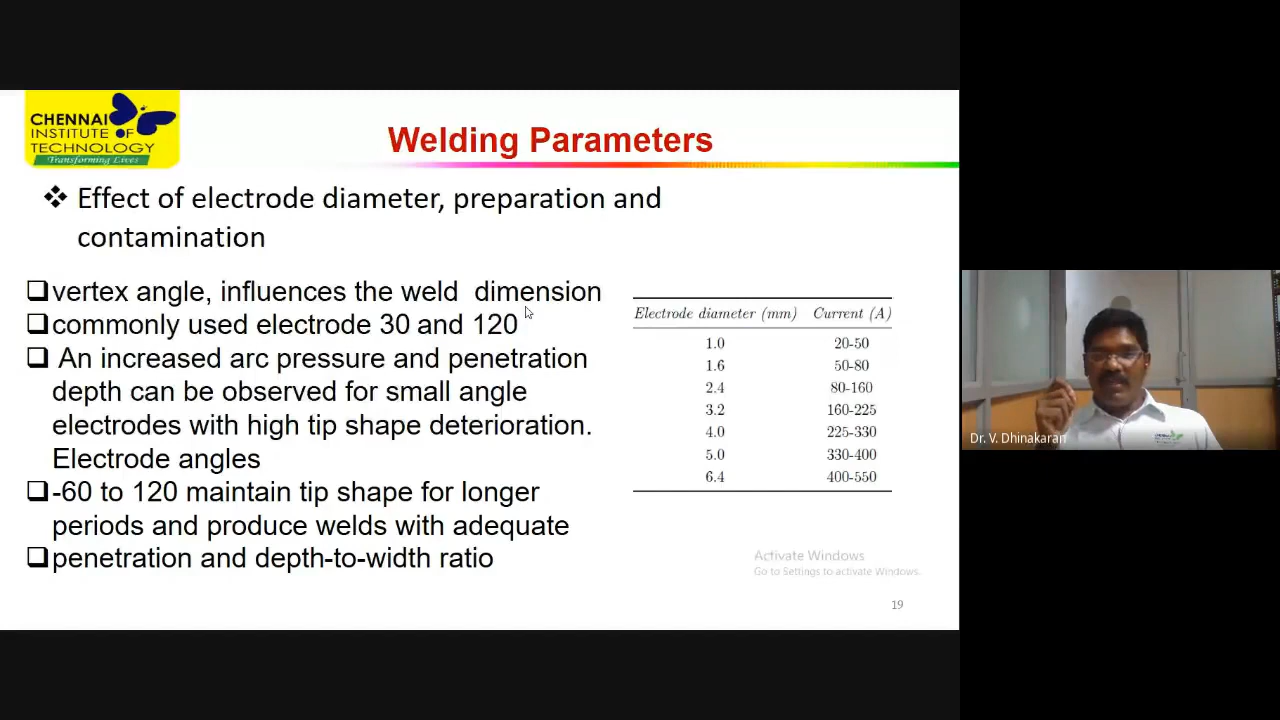 CHENNAI
INSTITUTE OF
TECHNOLOGY
Transforming Lives
Welding Parameters
❖ Effect of electrode diameter, preparation and
contamination
❑vertex angle, influences the weld dimension
❑commonly used electrode 30 and 120
❑ An increased arc pressure and penetration
depth can be observed for small angle
electrodes with high tip shape deterioration.
Electrode angles
❑-60 to 120 maintain tip shape for longer
periods and produce welds with adequate
❑penetration and depth-to-width ratio
Electrode diameter (mm) Current (A)
1.0 20-50
1.6 50-80
2.4 80-160
3.2 160-225
4.0 225-330
5.0 330-400
6.4 400-550
Activate Windows
Go to Settings to activate Windows.
19
Dr. V. Dhinakaran